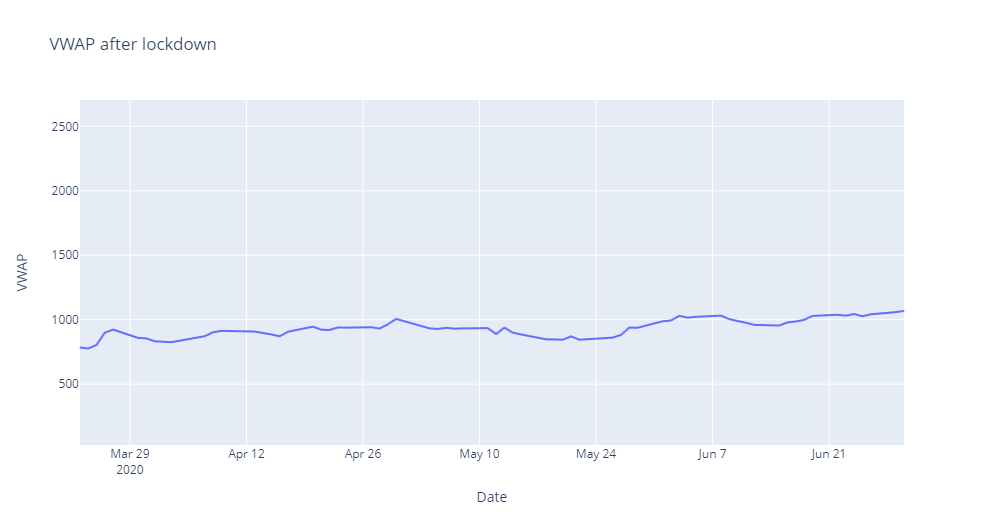 VWAP after lockdown
VWAP
2500
2000
1500
1000
500
Mar 29
2020
Apr 12
Apr 26
May 10
May 24
Jun 7
Jun 21
Date